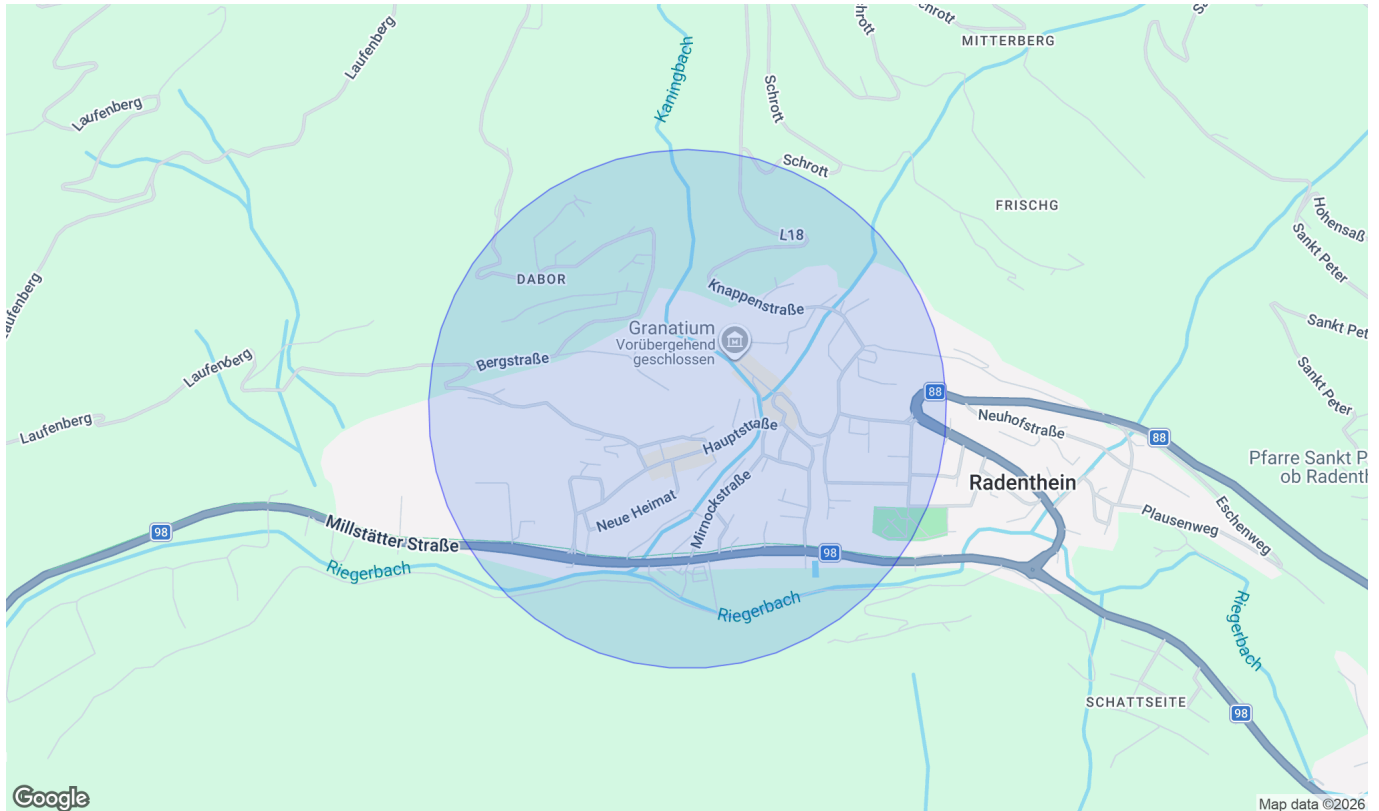 Schrott
Laufenberg
Schrott
MITTERBERG
Kaningbach
Schrott
Laufenberg
Schrott
FRISCHG
Hohensaß
Sankt Peter
L18
DABOR
Laufenberg
Knappenstraße
Granatium
Vorübergehend
geschlossen
Sankt Pet
Bergstraße
Laufenberg
Sankt Peter
88
Neuhofstraße
Laufenberg
Hauptstraße
88
Pfarre Sankt P
ob Radenth
Radenthein
Neue Heimat
Mirnockstraße
Plausenweg
Eschenweg
98
Millstätter Straße
98
Riegerbach
Riegerbach
Riegerbach
SCHATTSEITE
98
Google
Map data ©2026